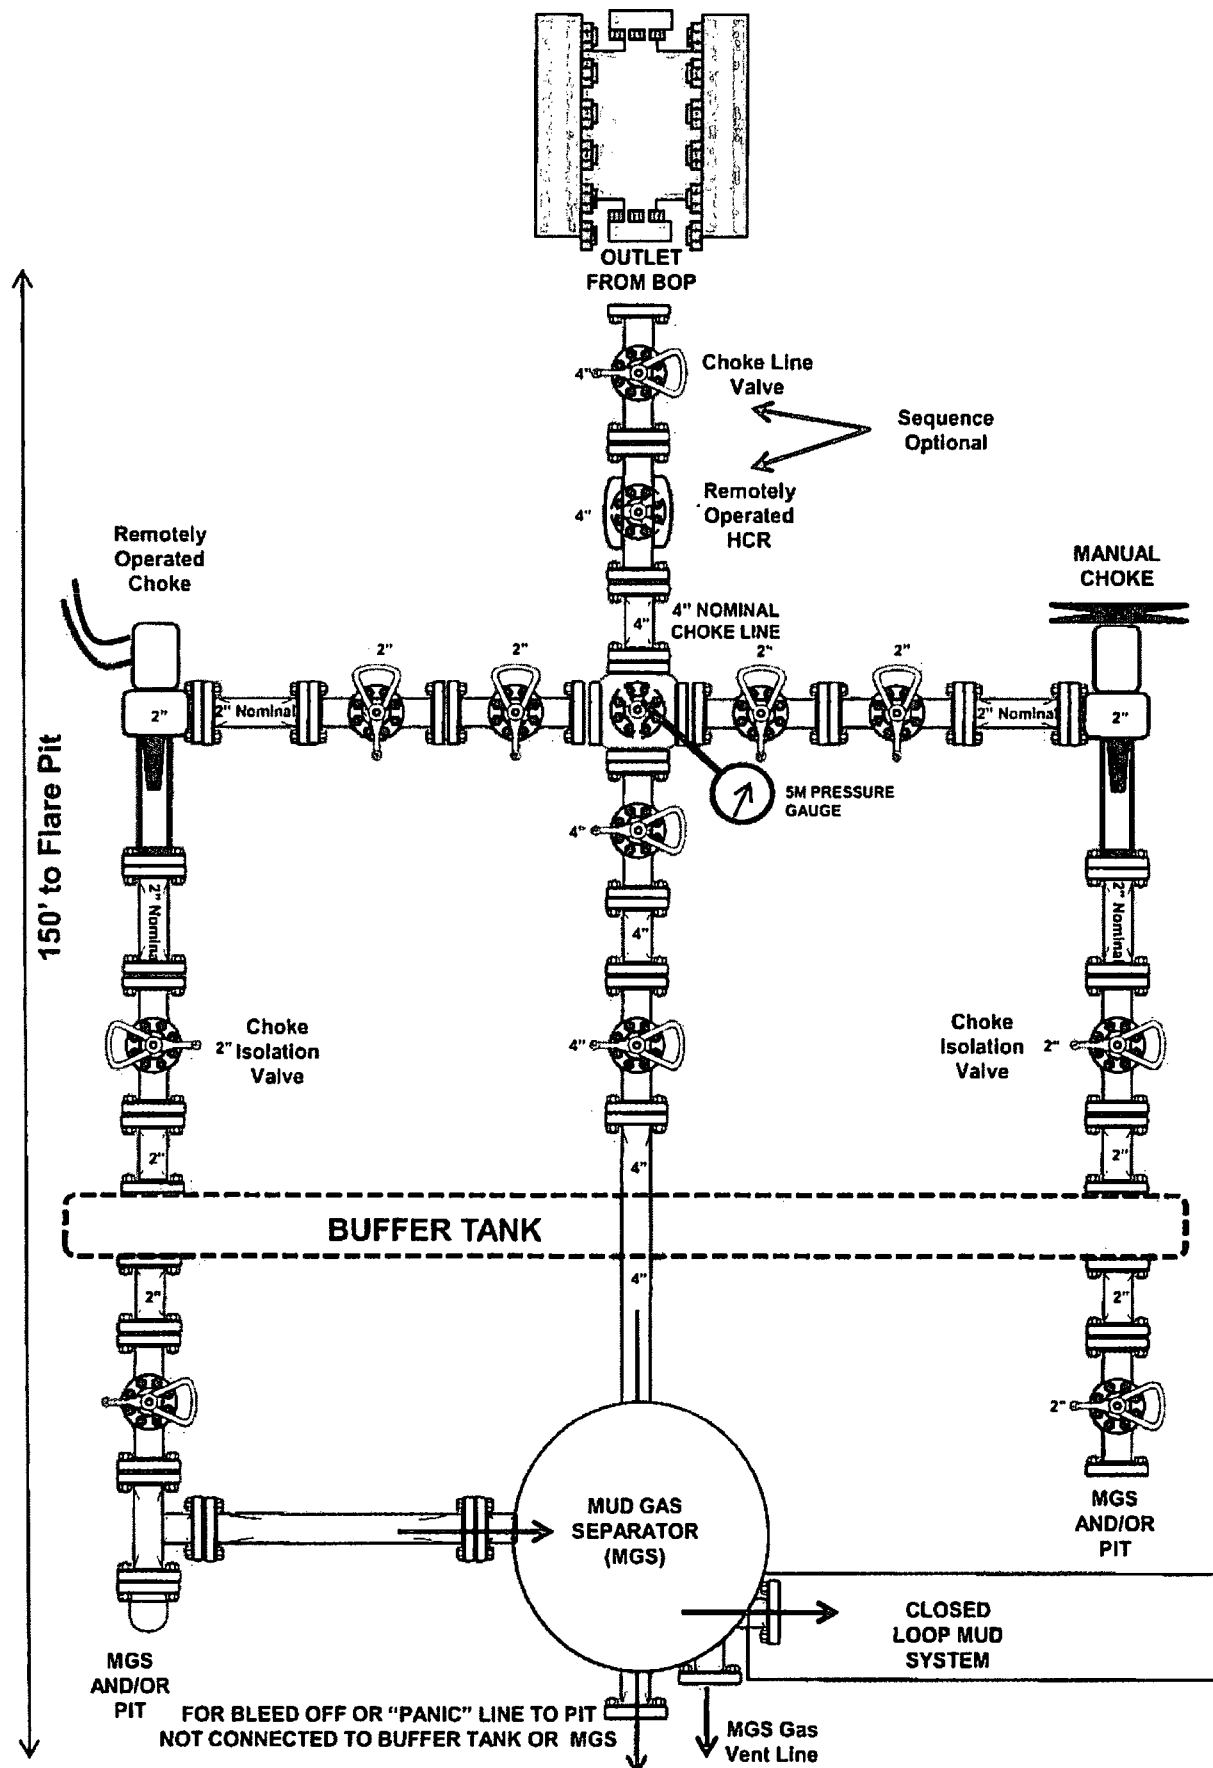 OUTLET
FROM BOP
4"
Choke Line
Valve
Sequence
Optional
4"
Remotely
Operated
HCR
Remotely
Operated
Choke
MANUAL
CHOKE
4"
4" NOMINAL
CHOKE LINE
2"
2"
2"
2"
2"
2" Nominal
2" Nominal
2"
5M PRESSURE
GAUGE
4"
150' to Flare Pit
2" Nominal
4"
2" Nominal
2"
Choke
Isolation
Valve
4"
Choke
Isolation
Valve
2"
2"
4"
2"
BUFFER TANK
2"
4"
2"
2"
MUD GAS
SEPARATOR
(MGS)
MGS
AND/OR
PIT
CLOSED
LOOP MUD
SYSTEM
MGS
AND/OR
PIT
FOR BLEED OFF OR "PANIC" LINE TO PIT
NOT CONNECTED TO BUFFER TANK OR MGS
MGS Gas
Vent Line